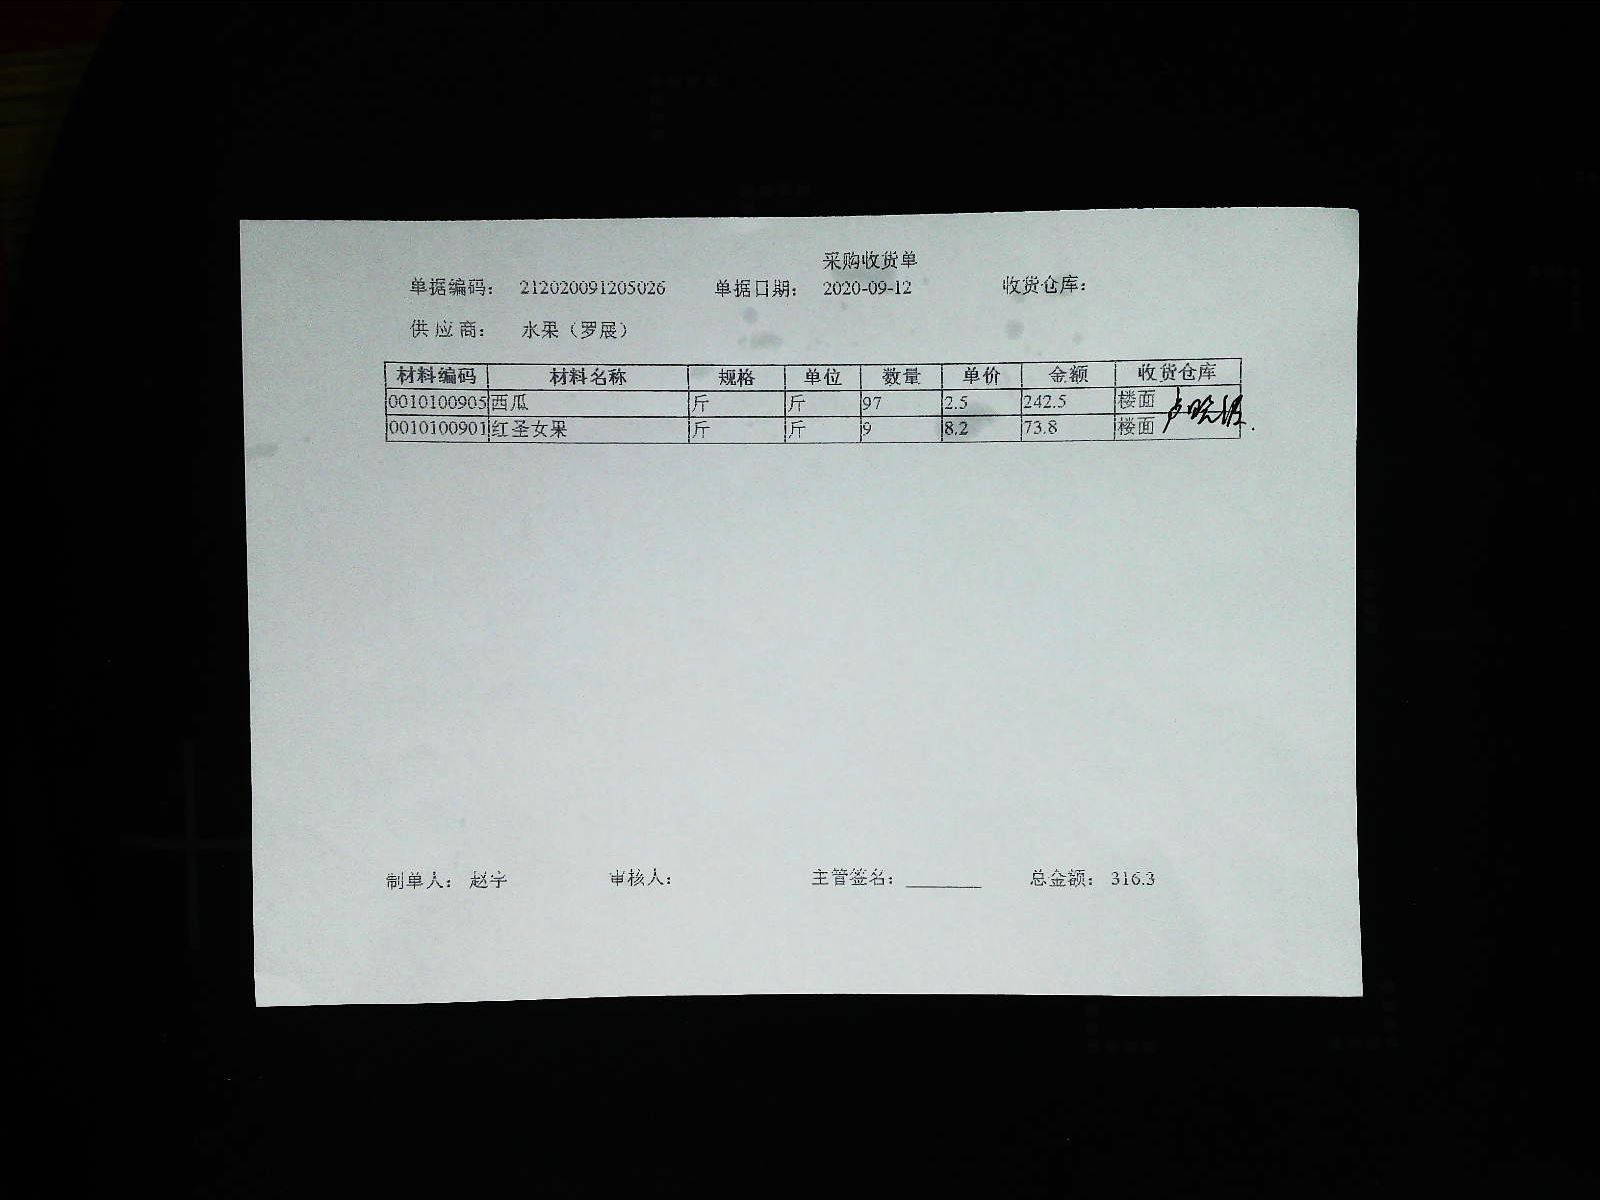 采购收货单
单据编码： 212020091205026 单据日期： 2020-09-12 收货仓库：
供 应 商： 水果（罗展）
材料编码 材料名称 规格 单位 数量 单价 金额 收货仓库
0010100905 西瓜 斤 斤 97 2.5 242.5 楼面
0010100901 红圣女果 斤 斤 9 8.2 73.8 楼面
制单人： 赵宇 审核人： 主管签名： ________ 总金额： 316.3